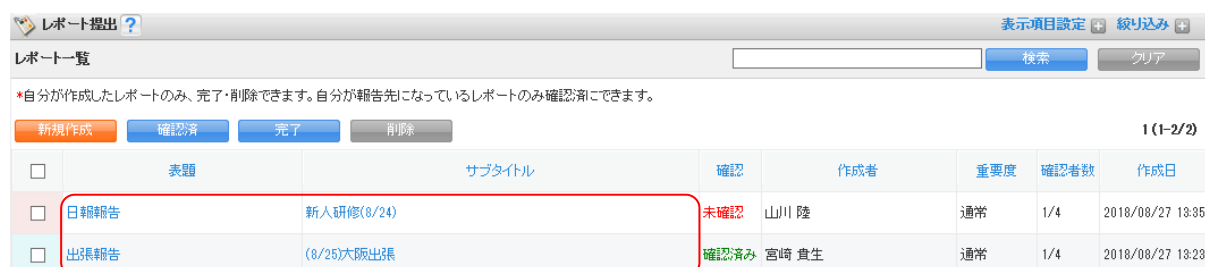 レポート提出 ? 表示項目設定 絞り込み
レポート一覧 検索 クリア
*自分が作成したレポートのみ、完了・削除できます。自分が報告先になっているレポートのみ確認済にできます。
新規作成 確認済 完了 削除 1 (1-2/2)
表題 サブタイトル 確認 作成者 重要度 確認者数 作成日
日報報告 新人研修(8/24) 未確認 山川 陸 通常 1/4 2018/08/27 13:35
出張報告 (8/25)大阪出張 確認済み 宮崎 貴生 通常 1/4 2018/08/27 13:23